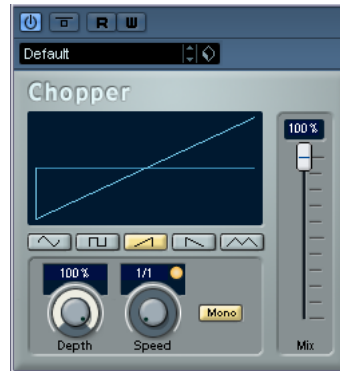 R W
Default
Chopper
100 %
100 % 1/1
Mono
Depth Speed Mix